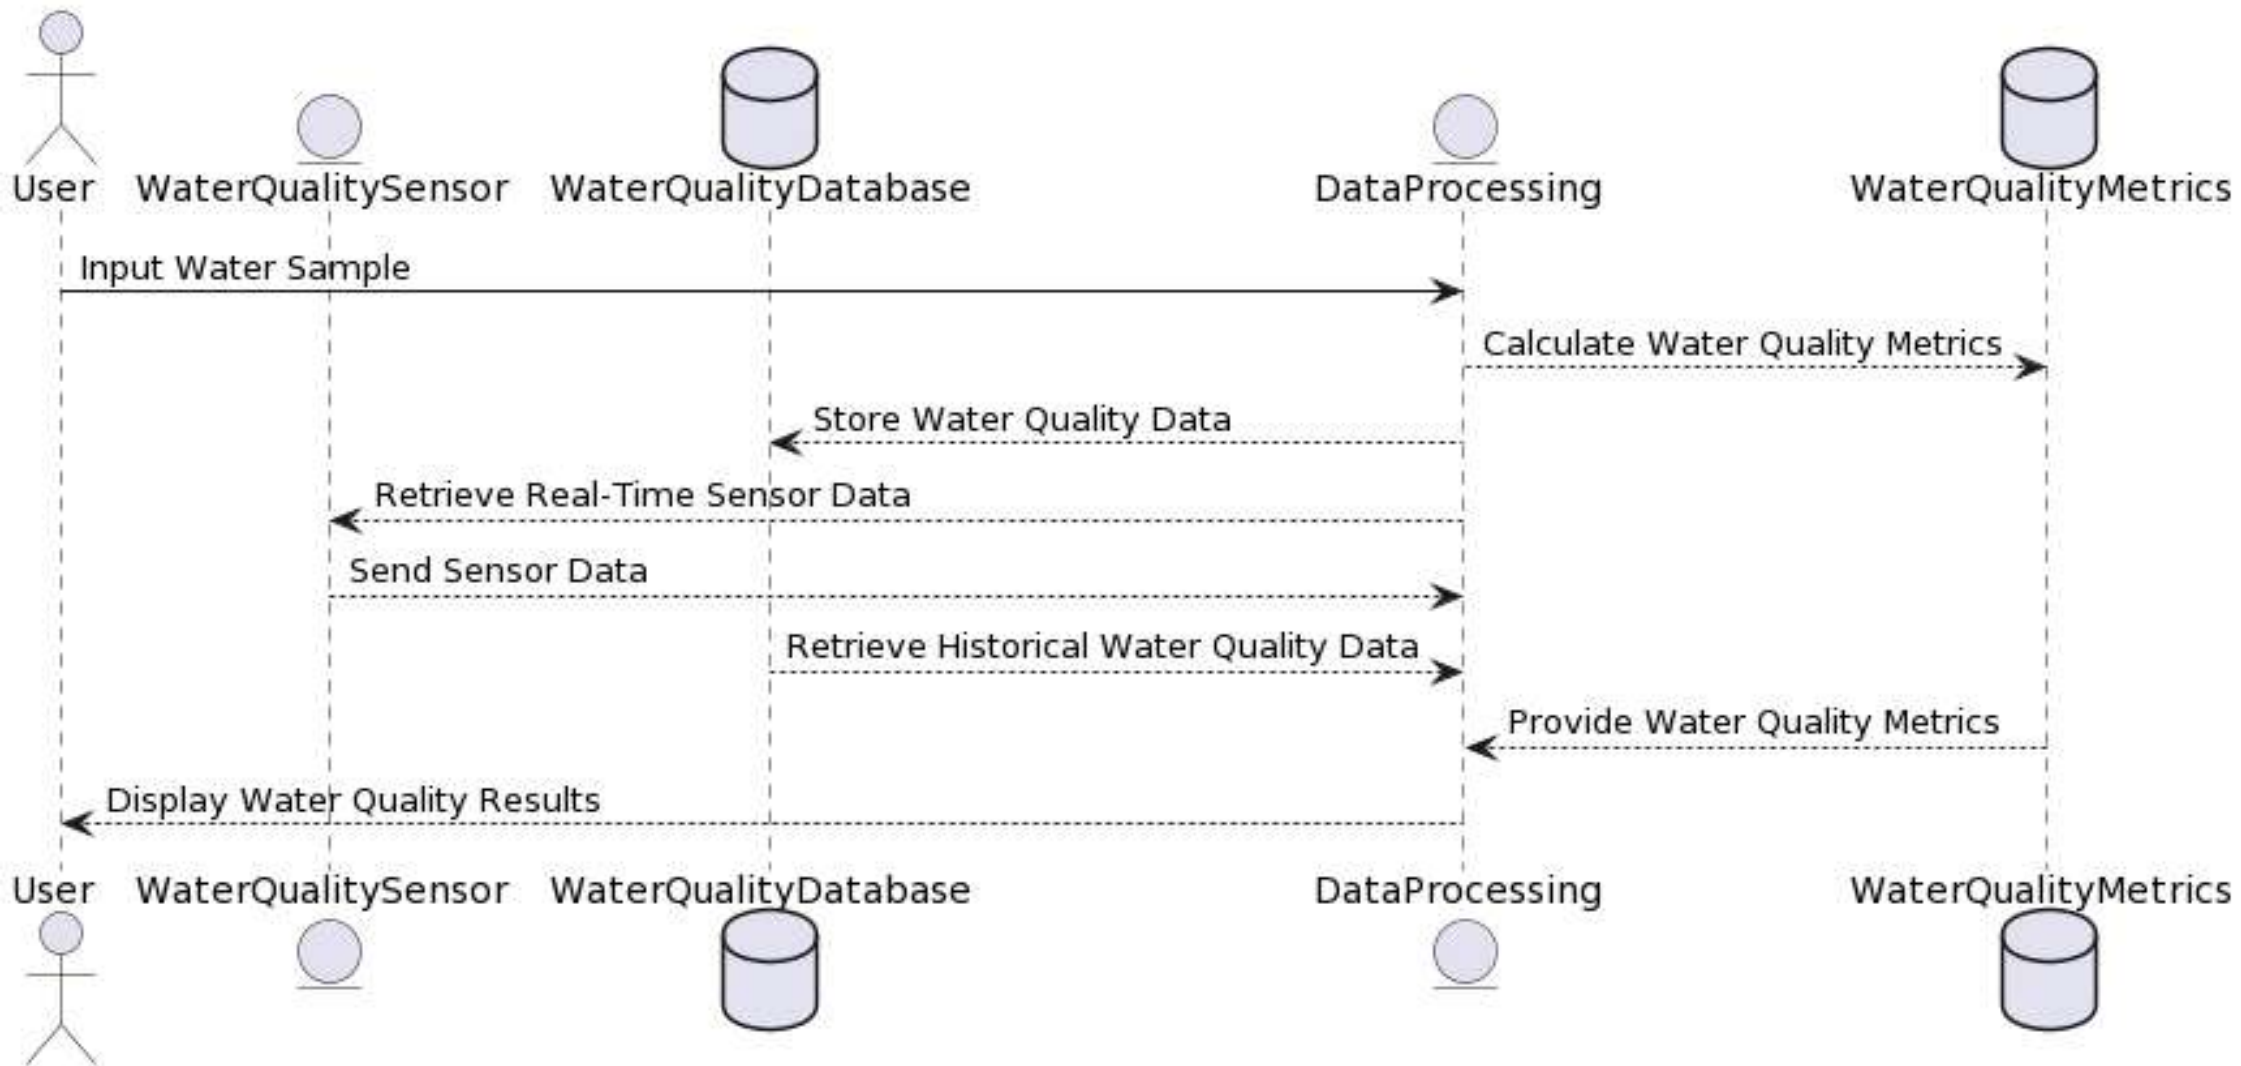 User WaterQualitySensor WaterQualityDatabase DataProcessing WaterQualityMetrics
Input Water Sample
Calculate Water Quality Metrics
Store Water Quality Data
Retrieve Real-Time Sensor Data
Send Sensor Data
Retrieve Historical Water Quality Data
Provide Water Quality Metrics
Display Water Quality Results
User WaterQualitySensor WaterQualityDatabase DataProcessing WaterQualityMetrics